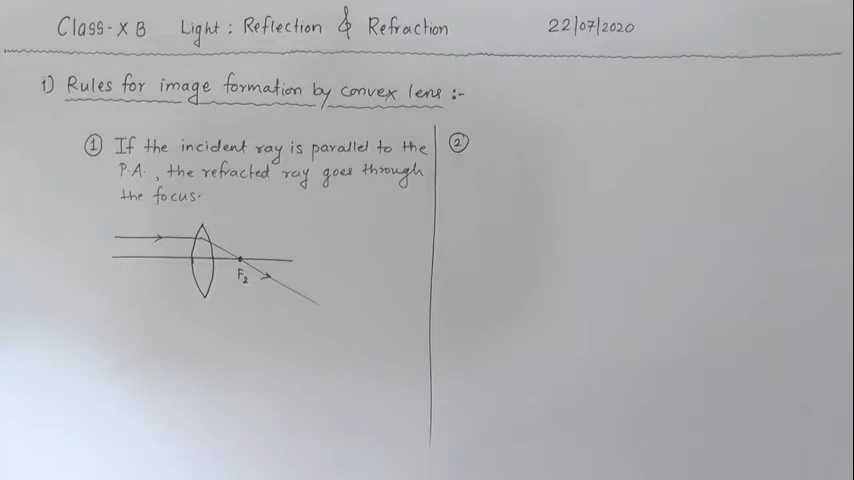 Class-X B Light : Reflection & Refraction 22/07/2020
1) Rules for image formation by convex lens :-
① If the incident ray is parallel to the
P.A., the refracted ray goes through
the focus.
②
F₂